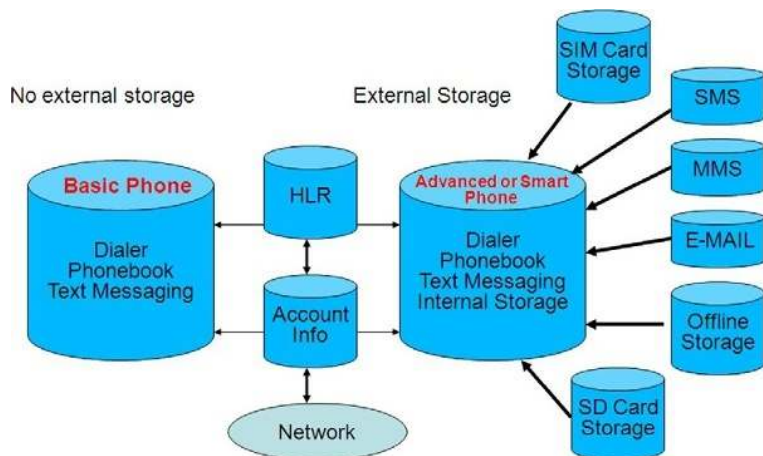 No external storage
External Storage
SIM Card
Storage
SMS
MMS
E-MAIL
Offline
Storage
SD Card
Storage
Basic Phone
Dialer
Phonebook
Text Messaging
HLR
Account
Info
Network
Advanced or Smart
Phone
Dialer
Phonebook
Text Messaging
Internal Storage